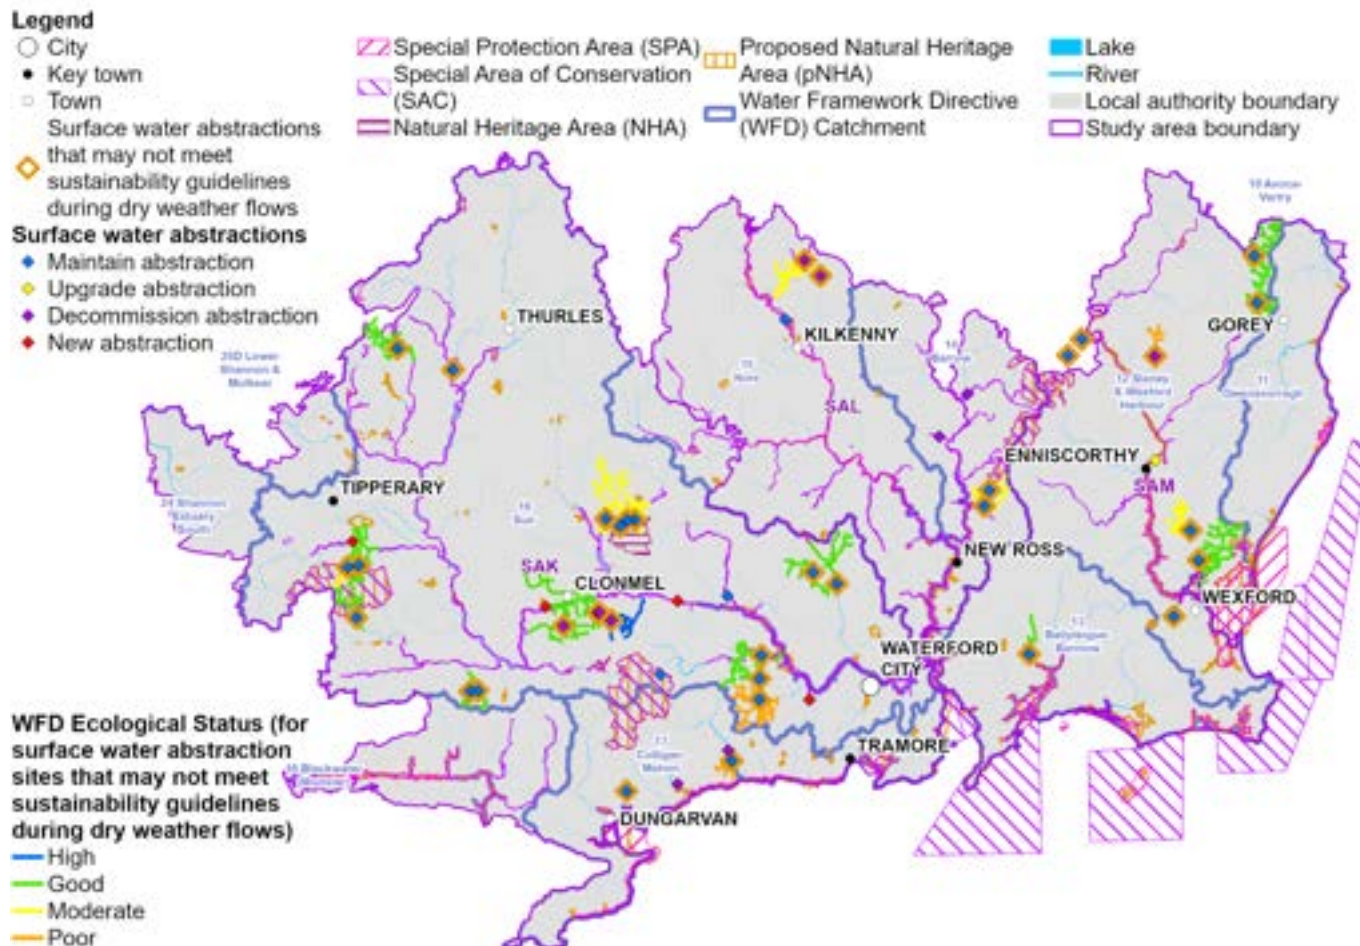 Legend
City
Key town
Town
Surface water abstractions
that may not meet
sustainability guidelines
during dry weather flows
Surface water abstractions
Maintain abstraction
Upgrade abstraction
Decommission abstraction
New abstraction
Special Protection Area (SPA)
Special Area of Conservation
(SAC)
Natural Heritage Area (NHA)
Proposed Natural Heritage
Area (pNHA)
Water Framework Directive
(WFD) Catchment
Lake
River
Local authority boundary
Study area boundary
THURLES
KILKENNY
GOREY
SAL
ENNISCORTHY
SAM
TIPPERARY
NEW ROSS
SAK
CLONMEL
WEXFORD
WATERFORD
CITY
TRAMORE
DUNGARVAN
WFD Ecological Status (for
surface water abstraction
sites that may not meet
sustainability guidelines
during dry weather flows)
High
Good
Moderate
Poor